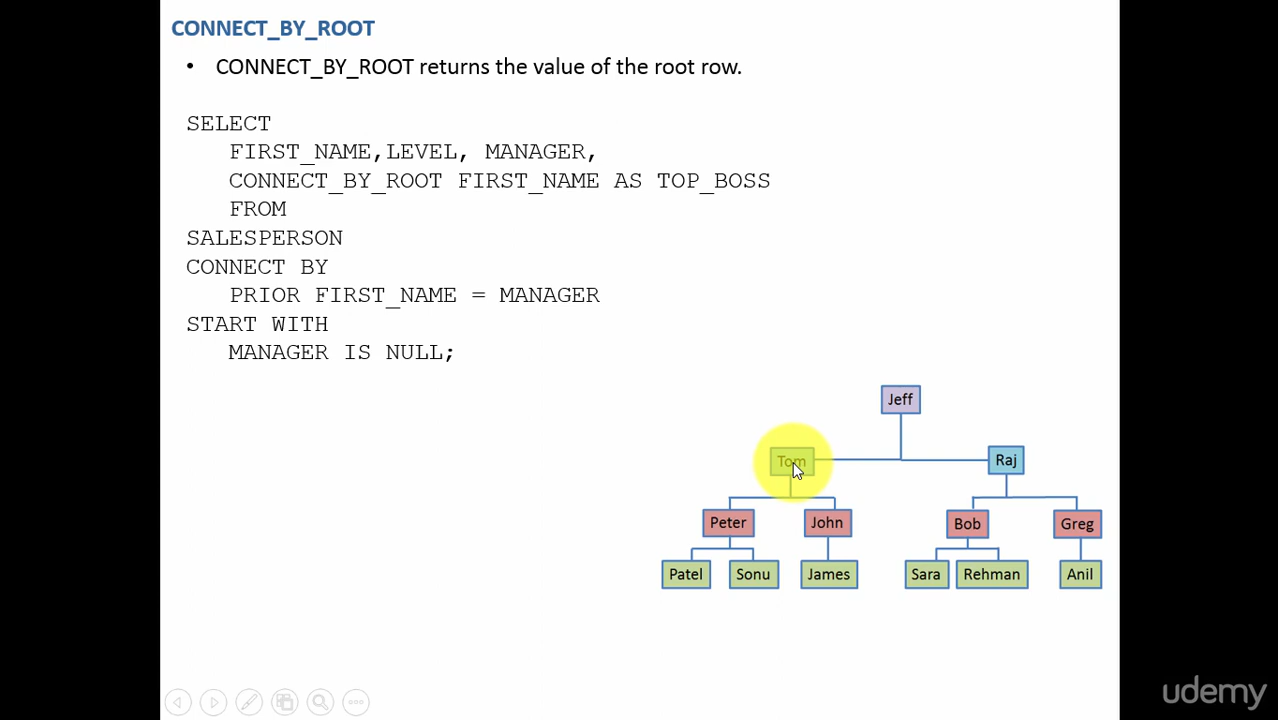 CONNECT_BY_ROOT
• CONNECT_BY_ROOT returns the value of the root row.
SELECT
FIRST_NAME,LEVEL, MANAGER,
CONNECT_BY_ROOT FIRST_NAME AS TOP_BOSS
FROM
SALESPERSON
CONNECT BY
PRIOR FIRST_NAME = MANAGER
START WITH
MANAGER IS NULL;
Jeff
Tom Raj
Peter John Bob Greg
Patel Sonu James Sara Rehman Anil
udemy